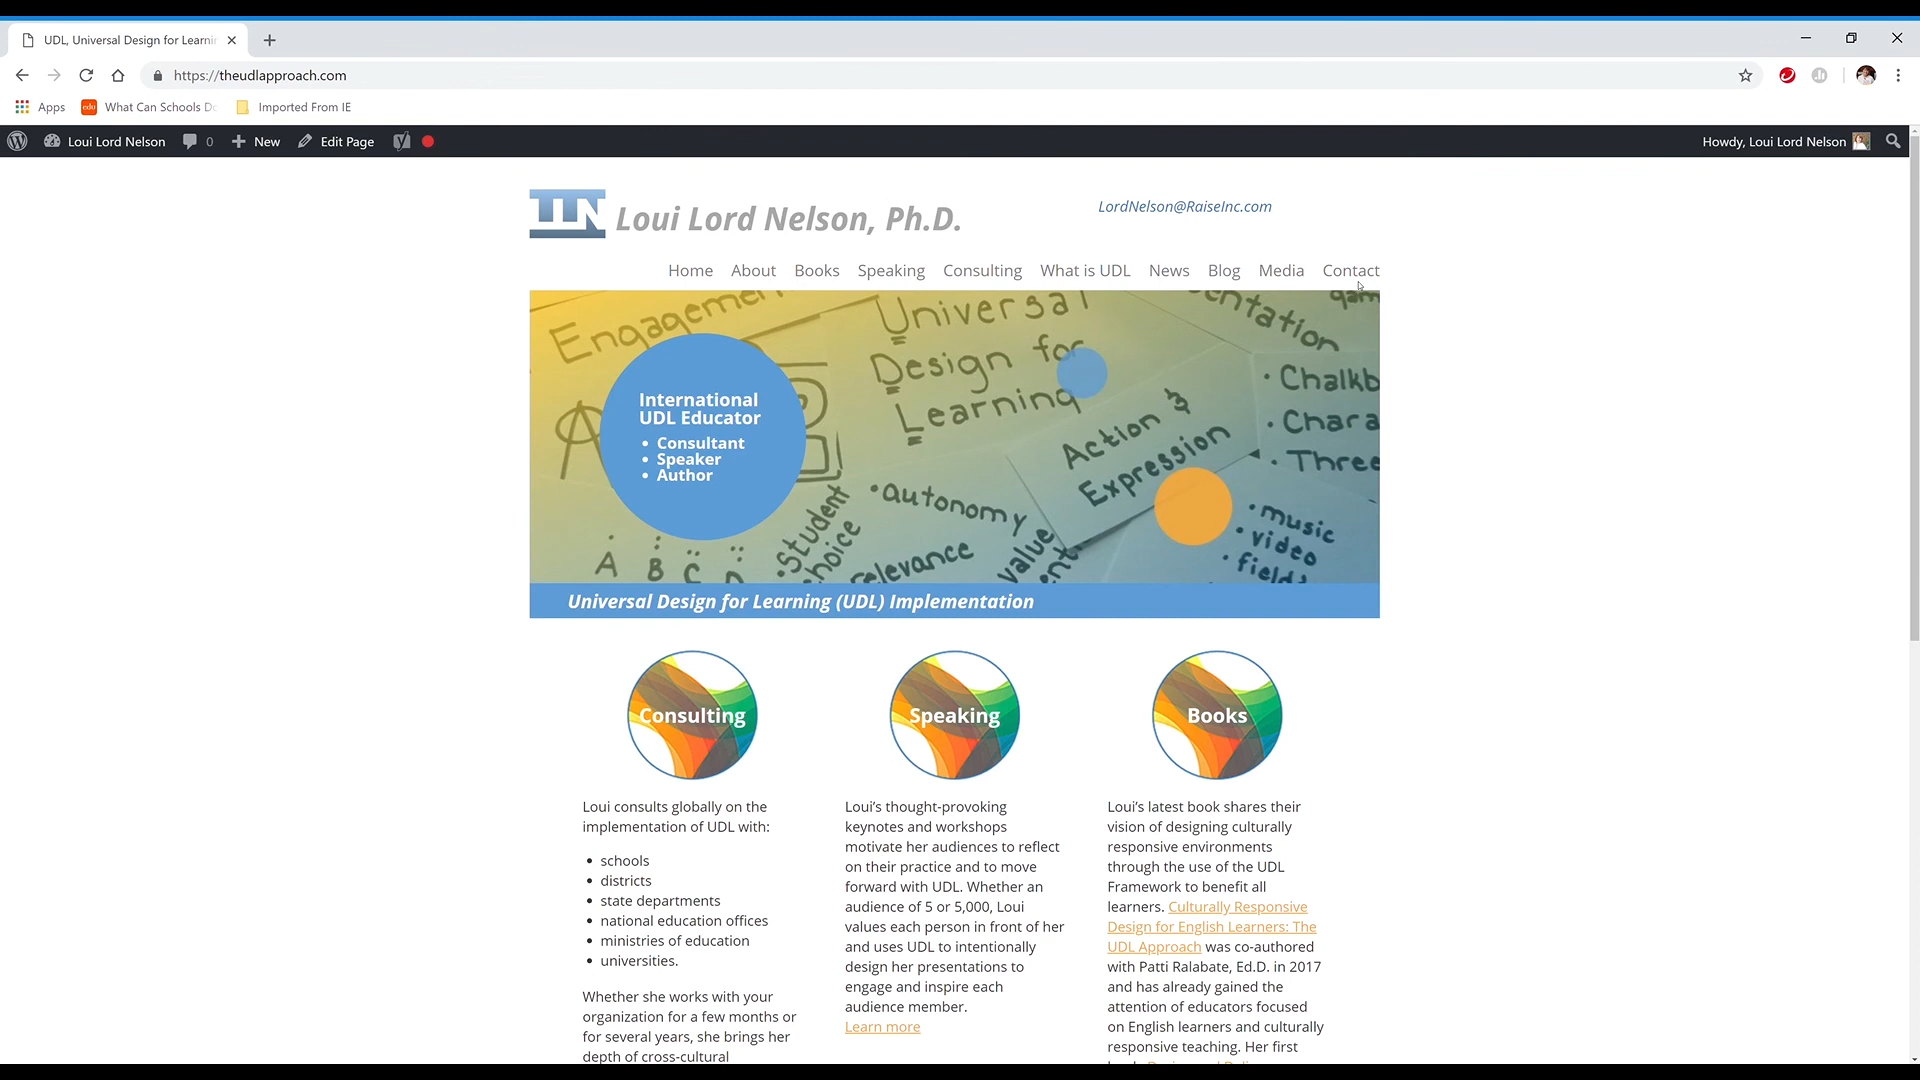 UDL, Universal Design for Learnin
https://theudlapproach.com
Apps
What Can Schools Do
Imported From IE
Loui Lord Nelson
0
New
Edit Page
Howdy, Loui Lord Nelson
LLN Loui Lord Nelson, Ph.D.
LordNelson@RaiseInc.com
Home About Books Speaking Consulting What is UDL News Blog Media Contact
Engagement
Universal
Design for
Learning
Action &
Expression
• Chalkb
• Chara
• Three
• autonomy
• Student
choice
relevance
value
• music
• video
• field
A B C D
International
UDL Educator
• Consultant
• Speaker
• Author
Universal Design for Learning (UDL) Implementation
Consulting
Loui consults globally on the
implementation of UDL with:
• schools
• districts
• state departments
• national education offices
• ministries of education
• universities.
Whether she works with your
organization for a few months or
for several years, she brings her
depth of cross-cultural
Speaking
Loui’s thought-provoking
keynotes and workshops
motivate her audiences to reflect
on their practice and to move
forward with UDL. Whether an
audience of 5 or 5,000, Loui
values each person in front of her
and uses UDL to intentionally
design her presentations to
engage and inspire each
audience member.
Learn more
Books
Loui’s latest book shares their
vision of designing culturally
responsive environments
through the use of the UDL
Framework to benefit all
learners. Culturally Responsive
Design for English Learners: The
UDL Approach was co-authored
with Patti Ralabate, Ed.D. in 2017
and has already gained the
attention of educators focused
on English learners and culturally
responsive teaching. Her first